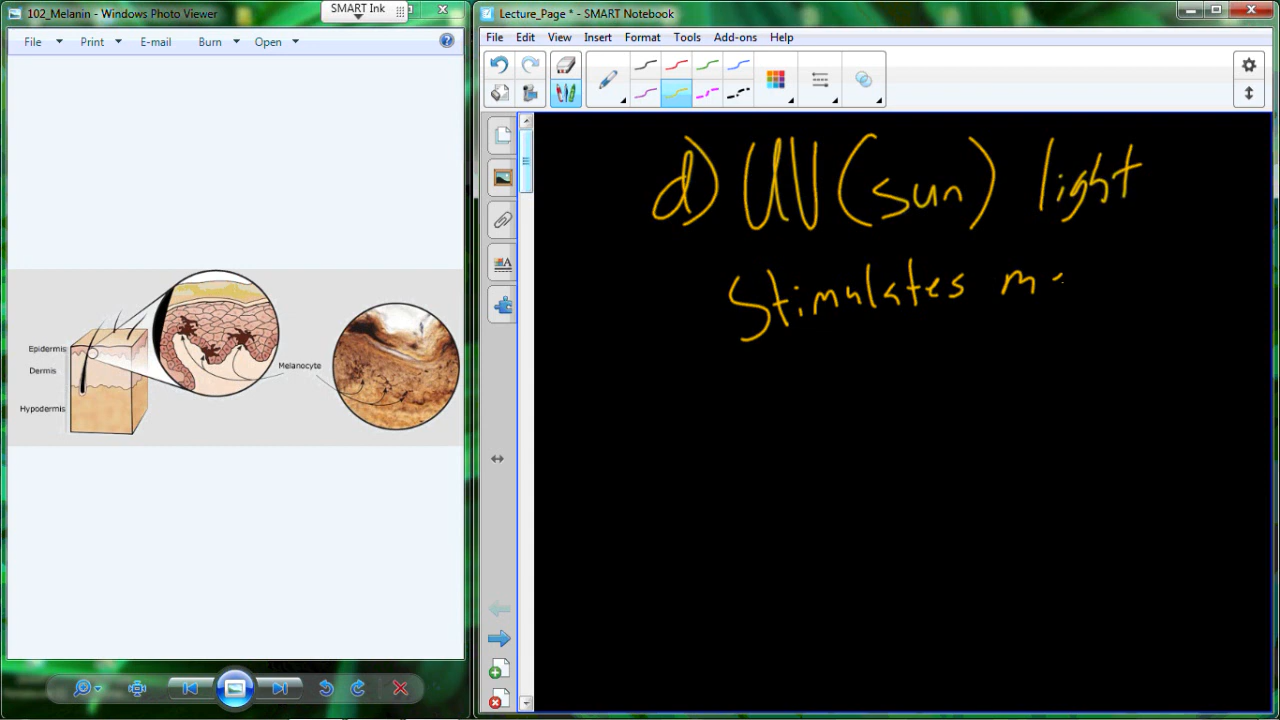 102_Melanin - Windows Photo Viewer
SMART Ink
File Print E-mail Burn Open
Epidermis
Dermis
Hypodermis
Melanocyte
Lecture_Page * - SMART Notebook
File Edit View Insert Format Tools Add-ons Help
d) UV (sun) light
Stimulates m